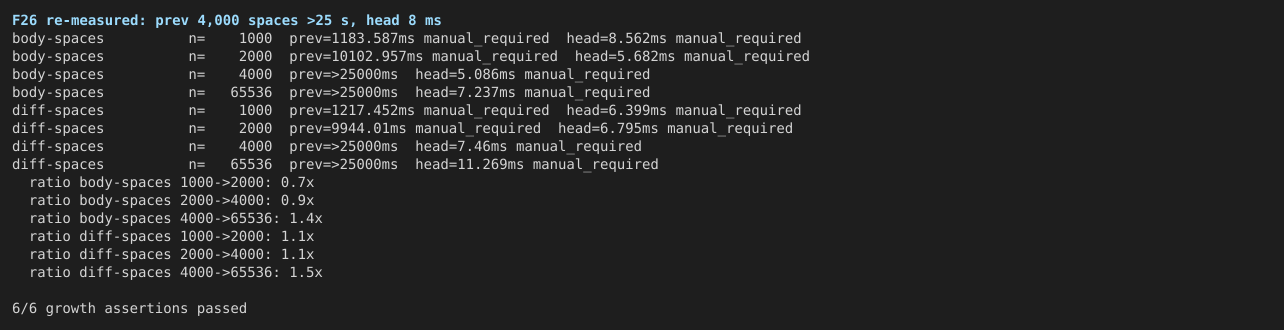 F26 re-measured: prev 4,000 spaces >25 s, head 8 ms
body-spaces          n=    1000  prev=1183.587ms manual_required  head=8.562ms manual_required
body-spaces          n=    2000  prev=10102.957ms manual_required  head=5.682ms manual_required
body-spaces          n=    4000  prev=>25000ms  head=5.086ms manual_required
body-spaces          n=   65536  prev=>25000ms  head=7.237ms manual_required
diff-spaces          n=    1000  prev=1217.452ms manual_required  head=6.399ms manual_required
diff-spaces          n=    2000  prev=9944.01ms manual_required  head=6.795ms manual_required
diff-spaces          n=    4000  prev=>25000ms  head=7.46ms manual_required
diff-spaces          n=   65536  prev=>25000ms  head=11.269ms manual_required
  ratio body-spaces 1000->2000: 0.7x
  ratio body-spaces 2000->4000: 0.9x
  ratio body-spaces 4000->65536: 1.4x
  ratio diff-spaces 1000->2000: 1.1x
  ratio diff-spaces 2000->4000: 1.1x
  ratio diff-spaces 4000->65536: 1.5x
6/6 growth assertions passed